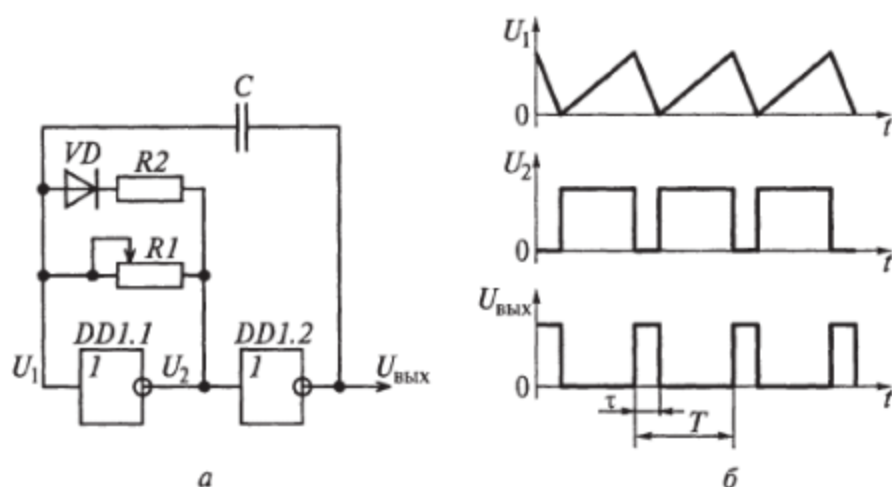 C
VD R2
R1
DD1.1 DD1.2
U₁ 1 U₂ 1 Uвых
а
U₁
0
t
U₂
0
t
Uвых
0
t
τ T
б